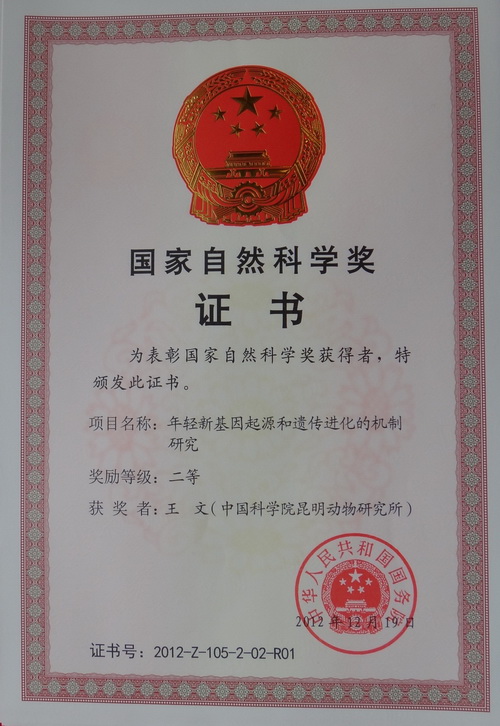 国家自然科学奖
证书
为表彰国家自然科学奖获得者，特
颁发此证书。
项目名称：年轻新基因起源和遗传进化的机制
研究
奖励等级：二等
获奖者：王文（中国科学院昆明动物研究所）
中华人民共和国国务院
2012年12月19日
证书号：2012-Z-105-2-02-R01